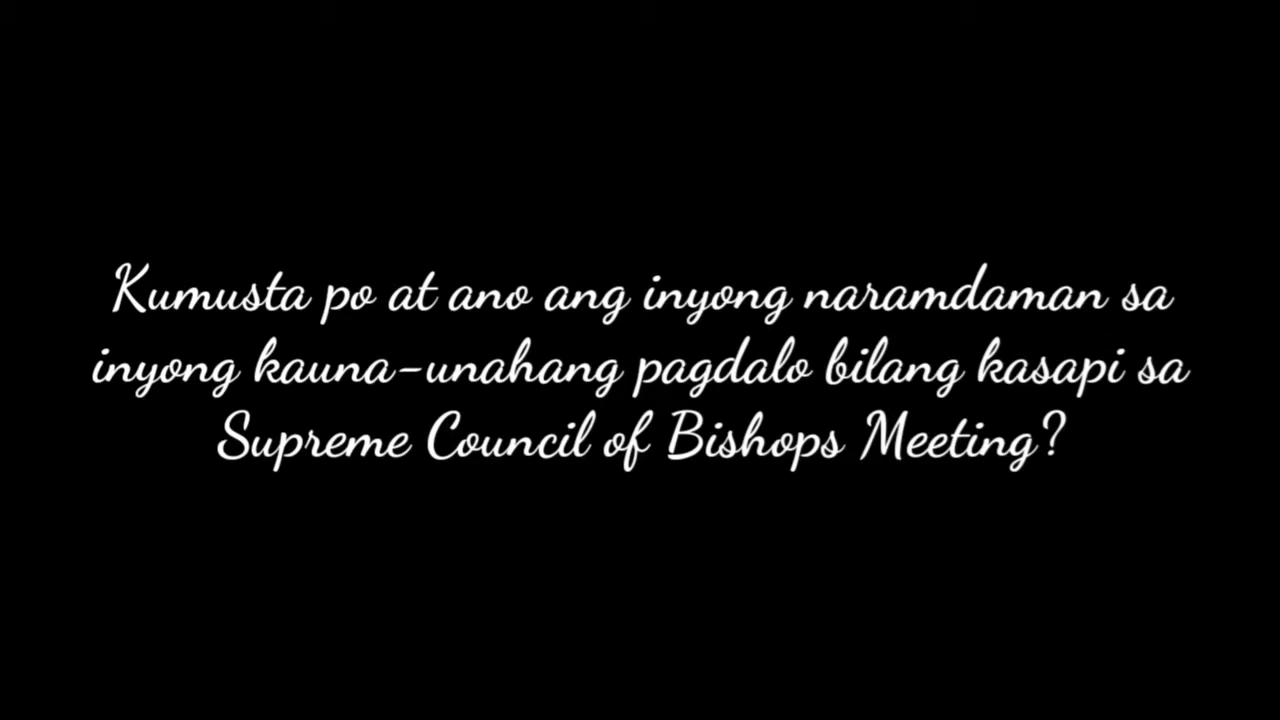 Kumusta po at ano ang inyong naramdaman sa
inyong kauna-unahang pagdalo bilang kasapi sa
Supreme Council of Bishops Meeting?